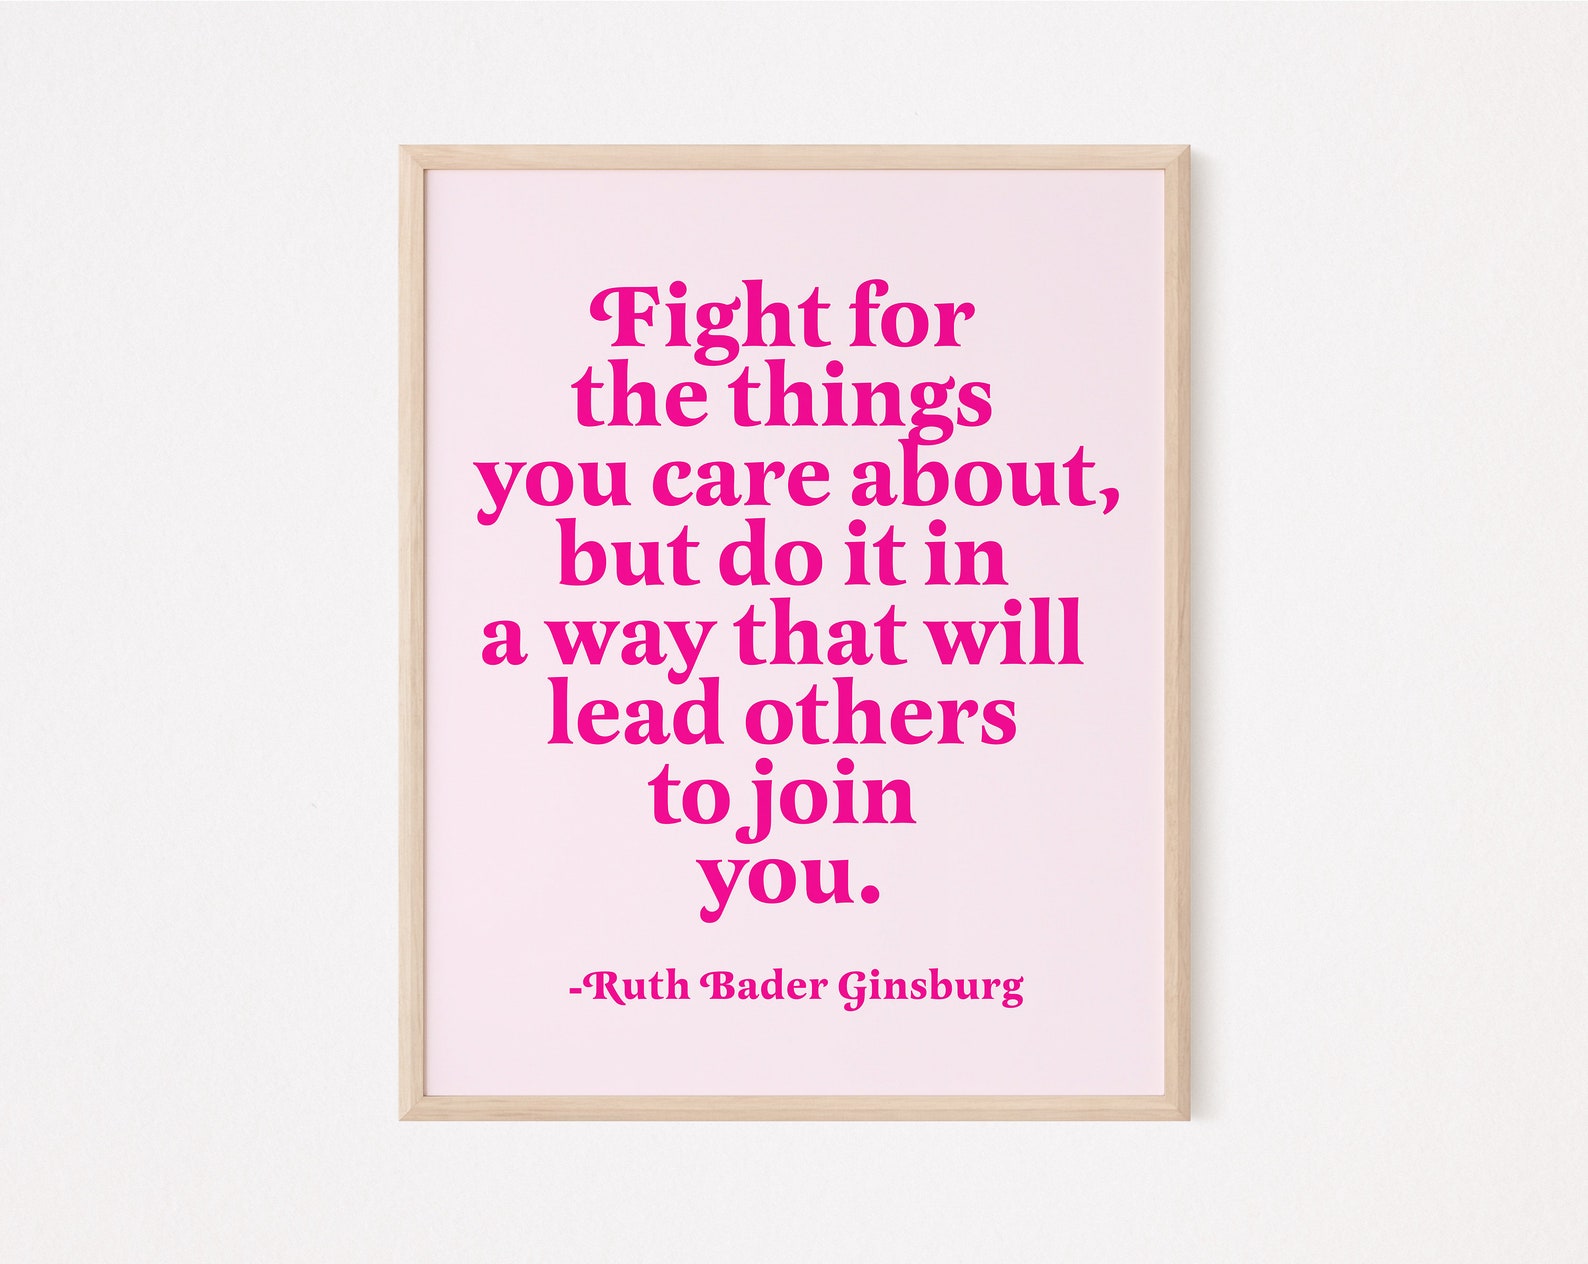 Fight for
the things
you care about,
but do it in
a way that will
lead others
to join
you.
-Ruth Bader Ginsburg